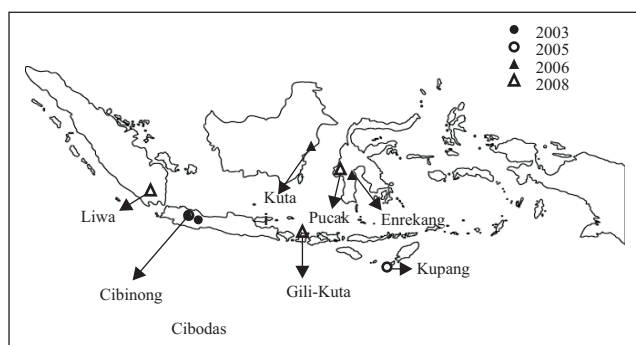 2003
2005
2006
2008
Kuta
Pucak
Enrekang
Liwa
Kupang
Cibinong
Gili-Kuta
Cibodas